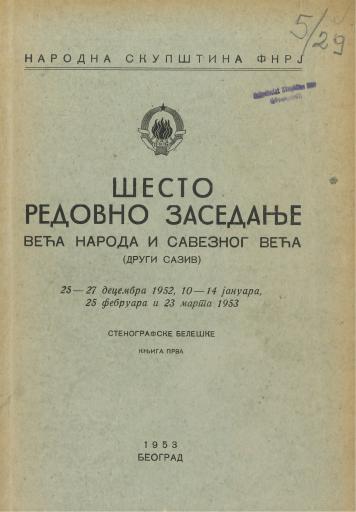 5/29
НАРОДНА СКУПШТИНА ФНРЈ
ШЕСТО
РЕДОВНО ЗАСЕДАЊЕ
ВЕЋА НАРОДА И САВЕЗНОГ ВЕЋА
(ДРУГИ САЗИВ)
25—27 децембра 1952, 10—14 јануара,
25 фебруара и 23 марта 1953
СТЕНОГРАФСКЕ БЕЛЕШКЕ
КЊИГА ПРВА
1953
БЕОГРАД